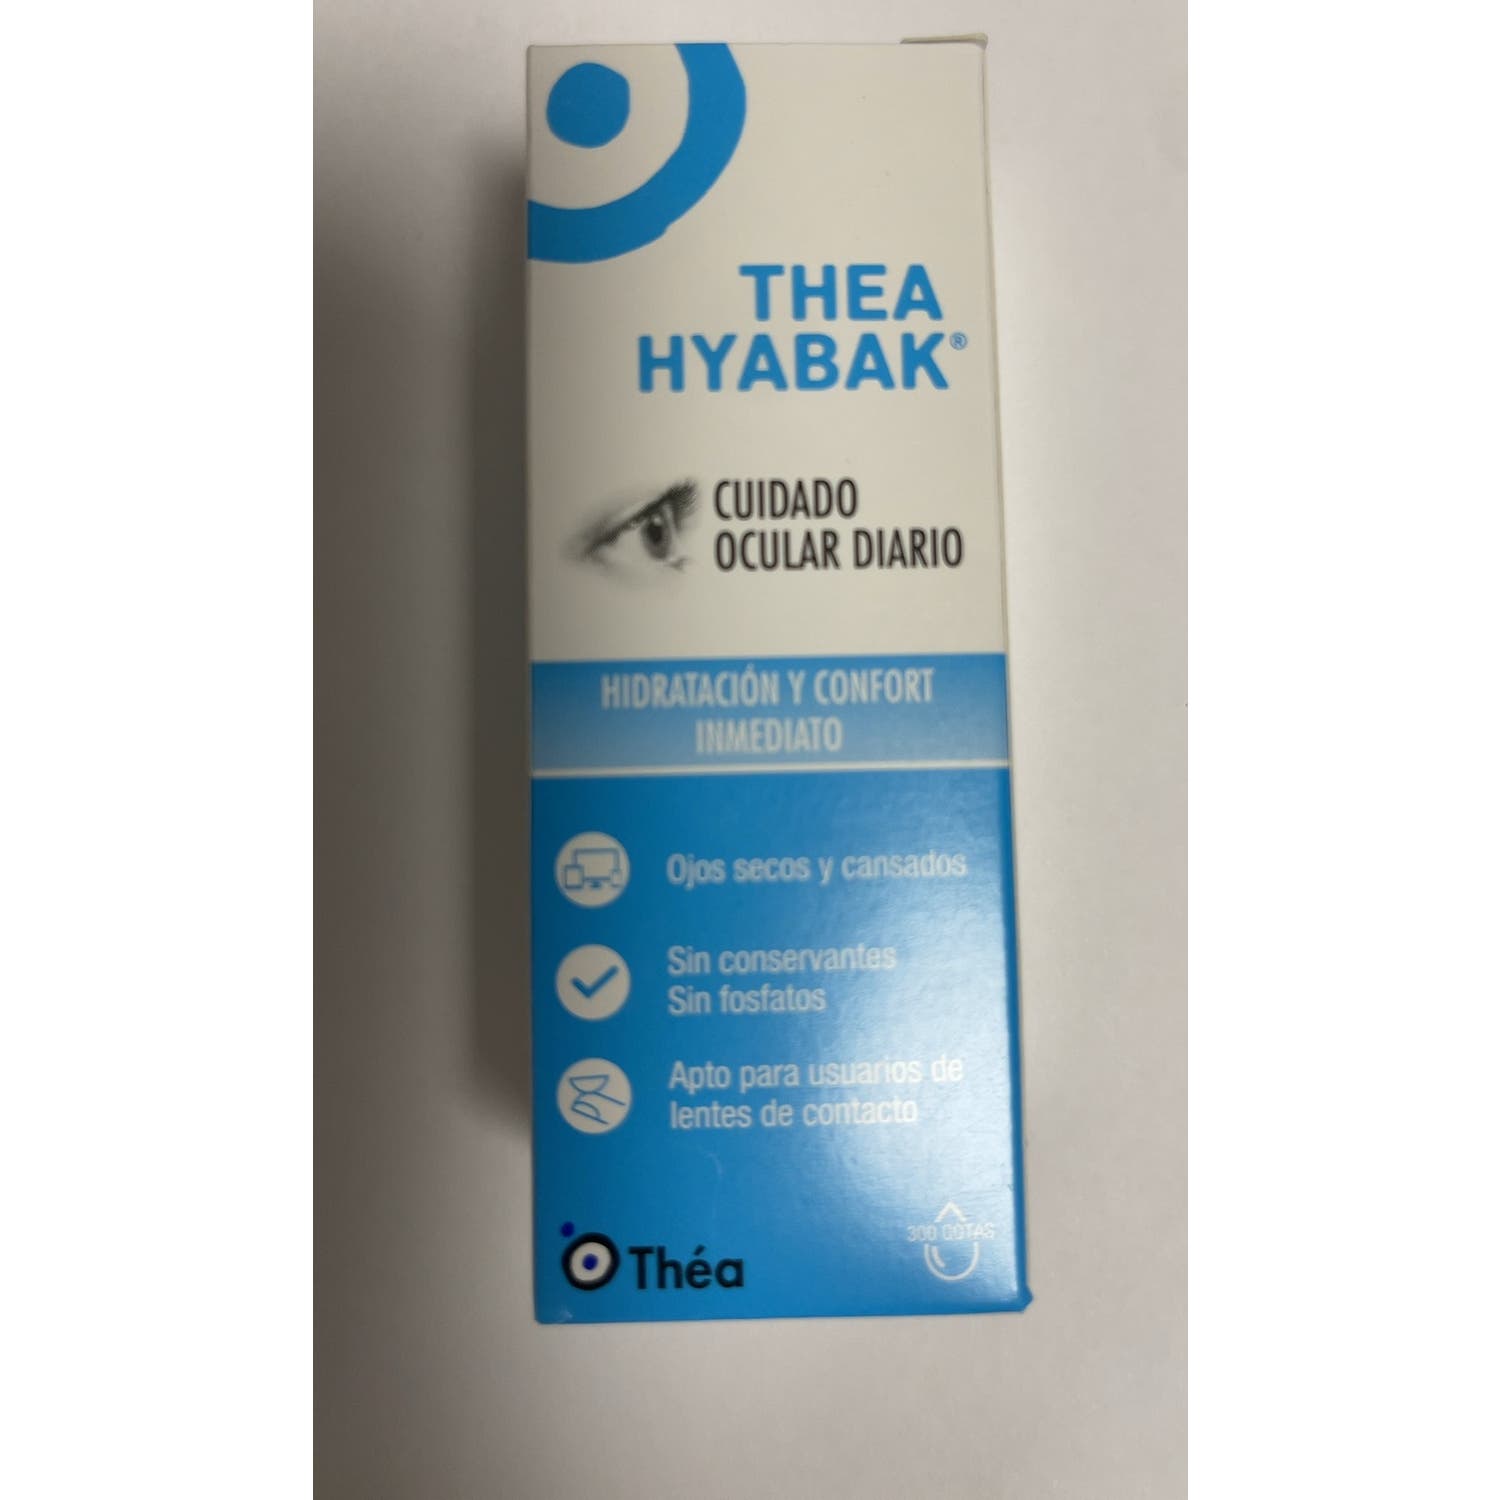 THEA
HYABAK®
CUIDADO
OCULAR DIARIO
HIDRATACIÓN Y CONFORT
INMEDIATO
Ojos secos y cansados
Sin conservantes
Sin fosfatos
Apto para usuarios de
lentes de contacto
300 GOTAS
Théa